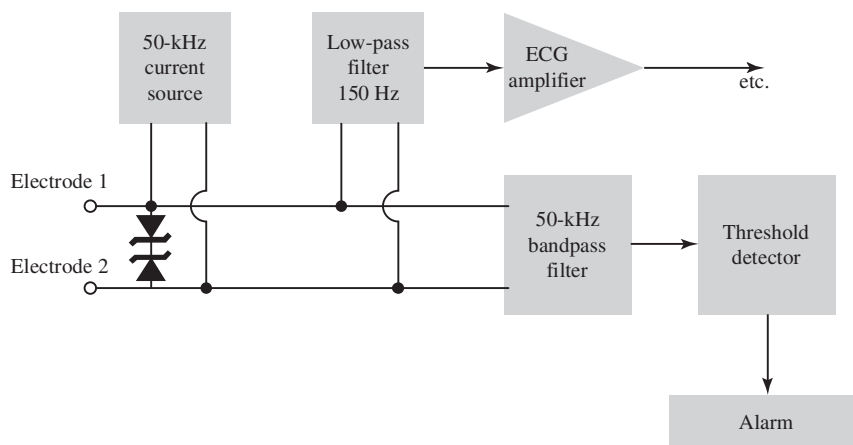 50-kHz
current
source
Low-pass
filter
150 Hz
ECG
amplifier
etc.
Electrode 1
Electrode 2
50-kHz
bandpass
filter
Threshold
detector
Alarm